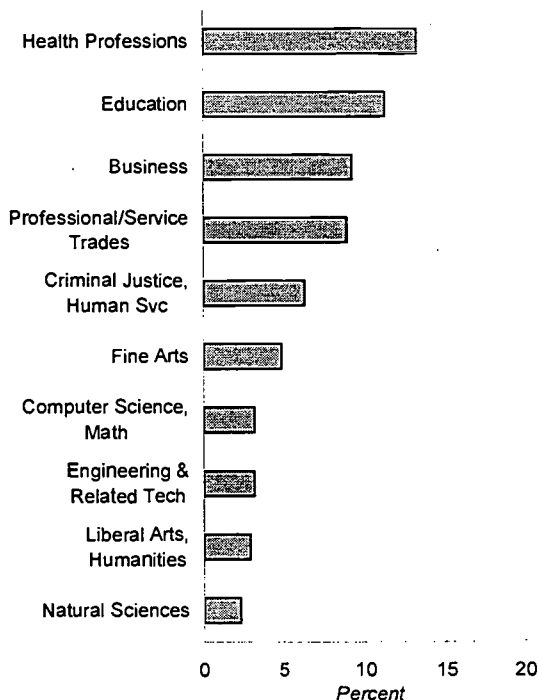 Health Professions
Education
Business
Professional/Service
Trades
Criminal Justice,
Human Svc
Fine Arts
Computer Science,
Math
Engineering &
Related Tech
Liberal Arts,
Humanities
Natural Sciences
0 5 10 15 20
Percent